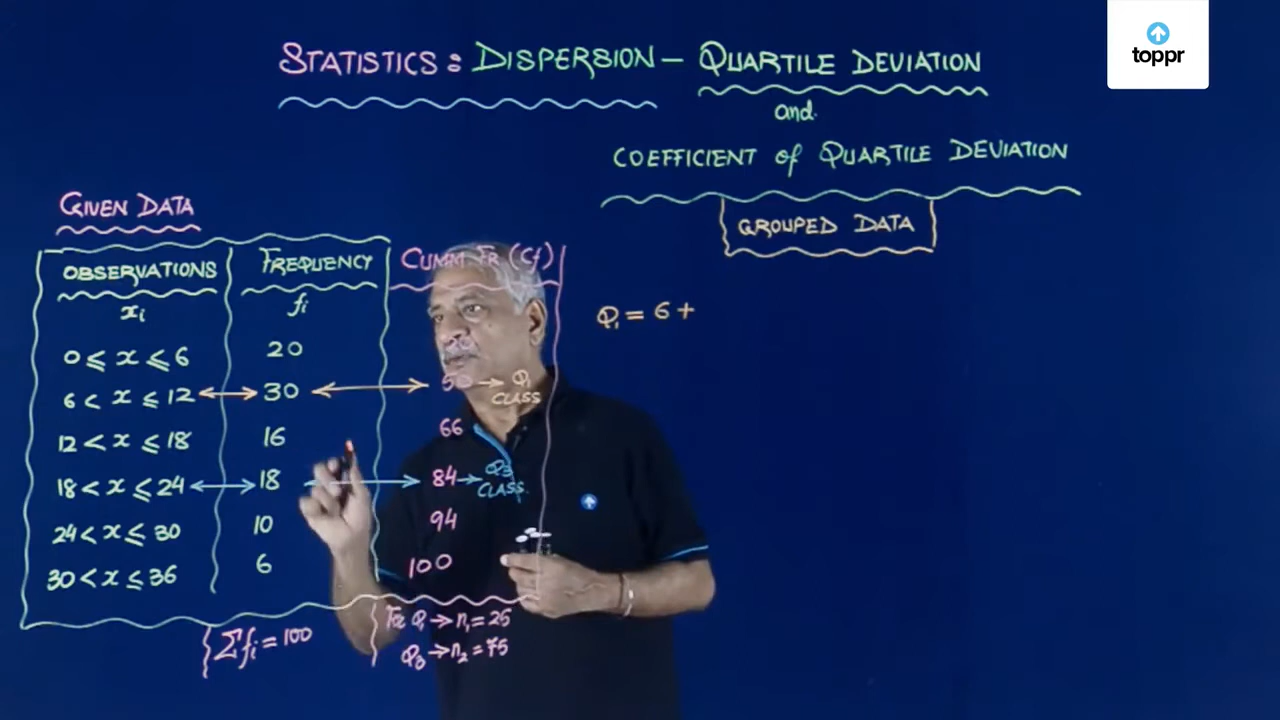 toppr
STATISTICS: DISPERSION – QUARTILE DEVIATION
and
COEFFICIENT of QUARTILE DEVIATION
GROUPED DATA
GIVEN DATA
OBSERVATIONS FREQUENCY CUMM FR (Cf)
xᵢ fᵢ
0 ⩽ x ⩽ 6 20
6 < x ⩽ 12 30 50 → Q₁ CLASS
12 < x ⩽ 18 16 66
18 < x ⩽ 24 18 84 → Q₃ CLASS
24 < x ⩽ 30 10 94
30 < x ⩽ 36 6 100
Σfᵢ = 100
For Q₁ → n₁ = 25
Q₃ → n₂ = 75
Q₁ = 6 +